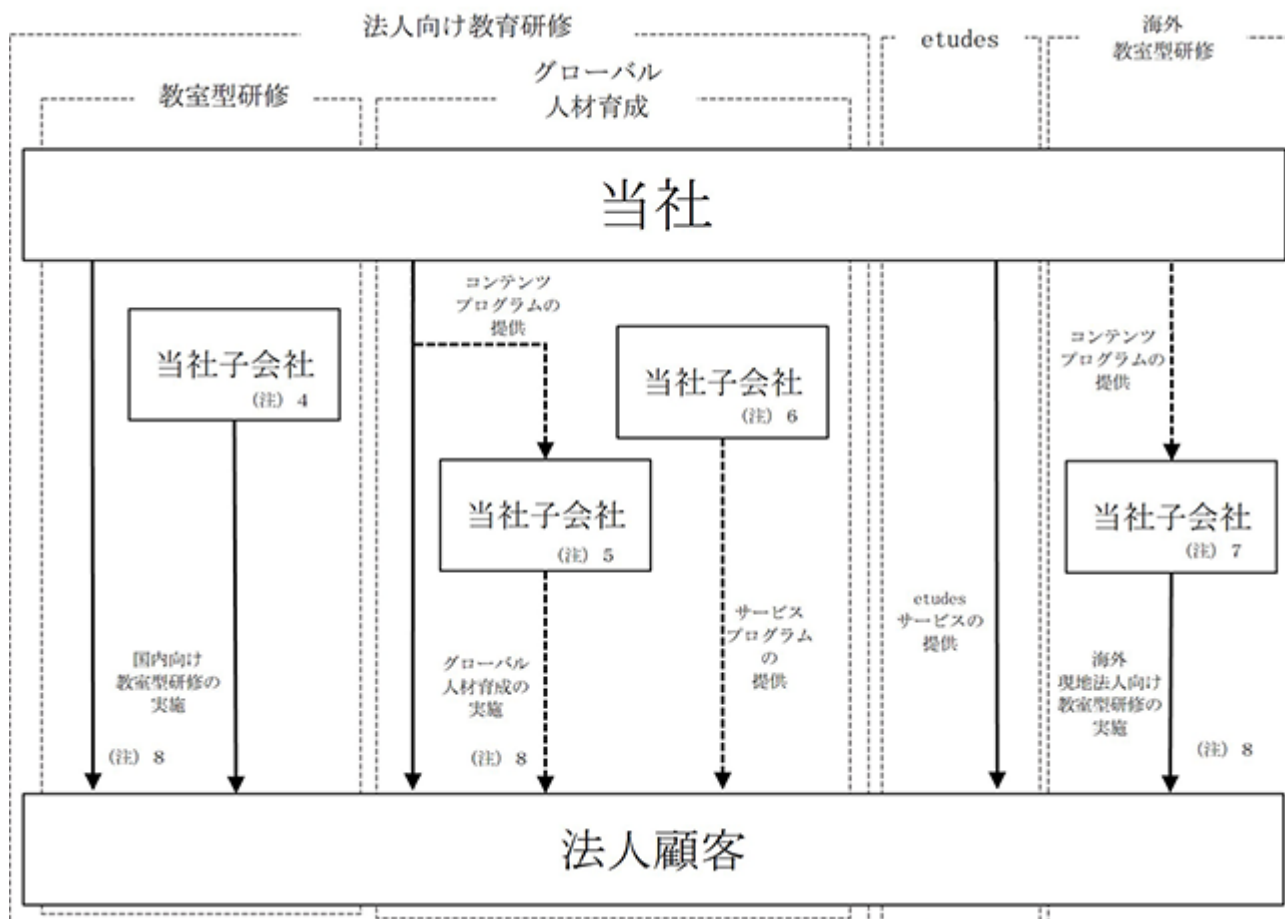 法人向け教育研修
etudes
海外
教室型研修
教室型研修
グローバル
人材育成
当社
コンテンツ
プログラムの
提供
当社子会社
(注) 4
当社子会社
(注) 6
コンテンツ
プログラムの
提供
当社子会社
(注) 5
当社子会社
(注) 7
国内向け
教室型研修の
実施
(注) 8
グローバル
人材育成の
実施
(注) 8
サービス
プログラム
の
提供
etudes
サービスの
提供
海外
現地法人向け
教室型研修の
実施
(注) 8
法人顧客